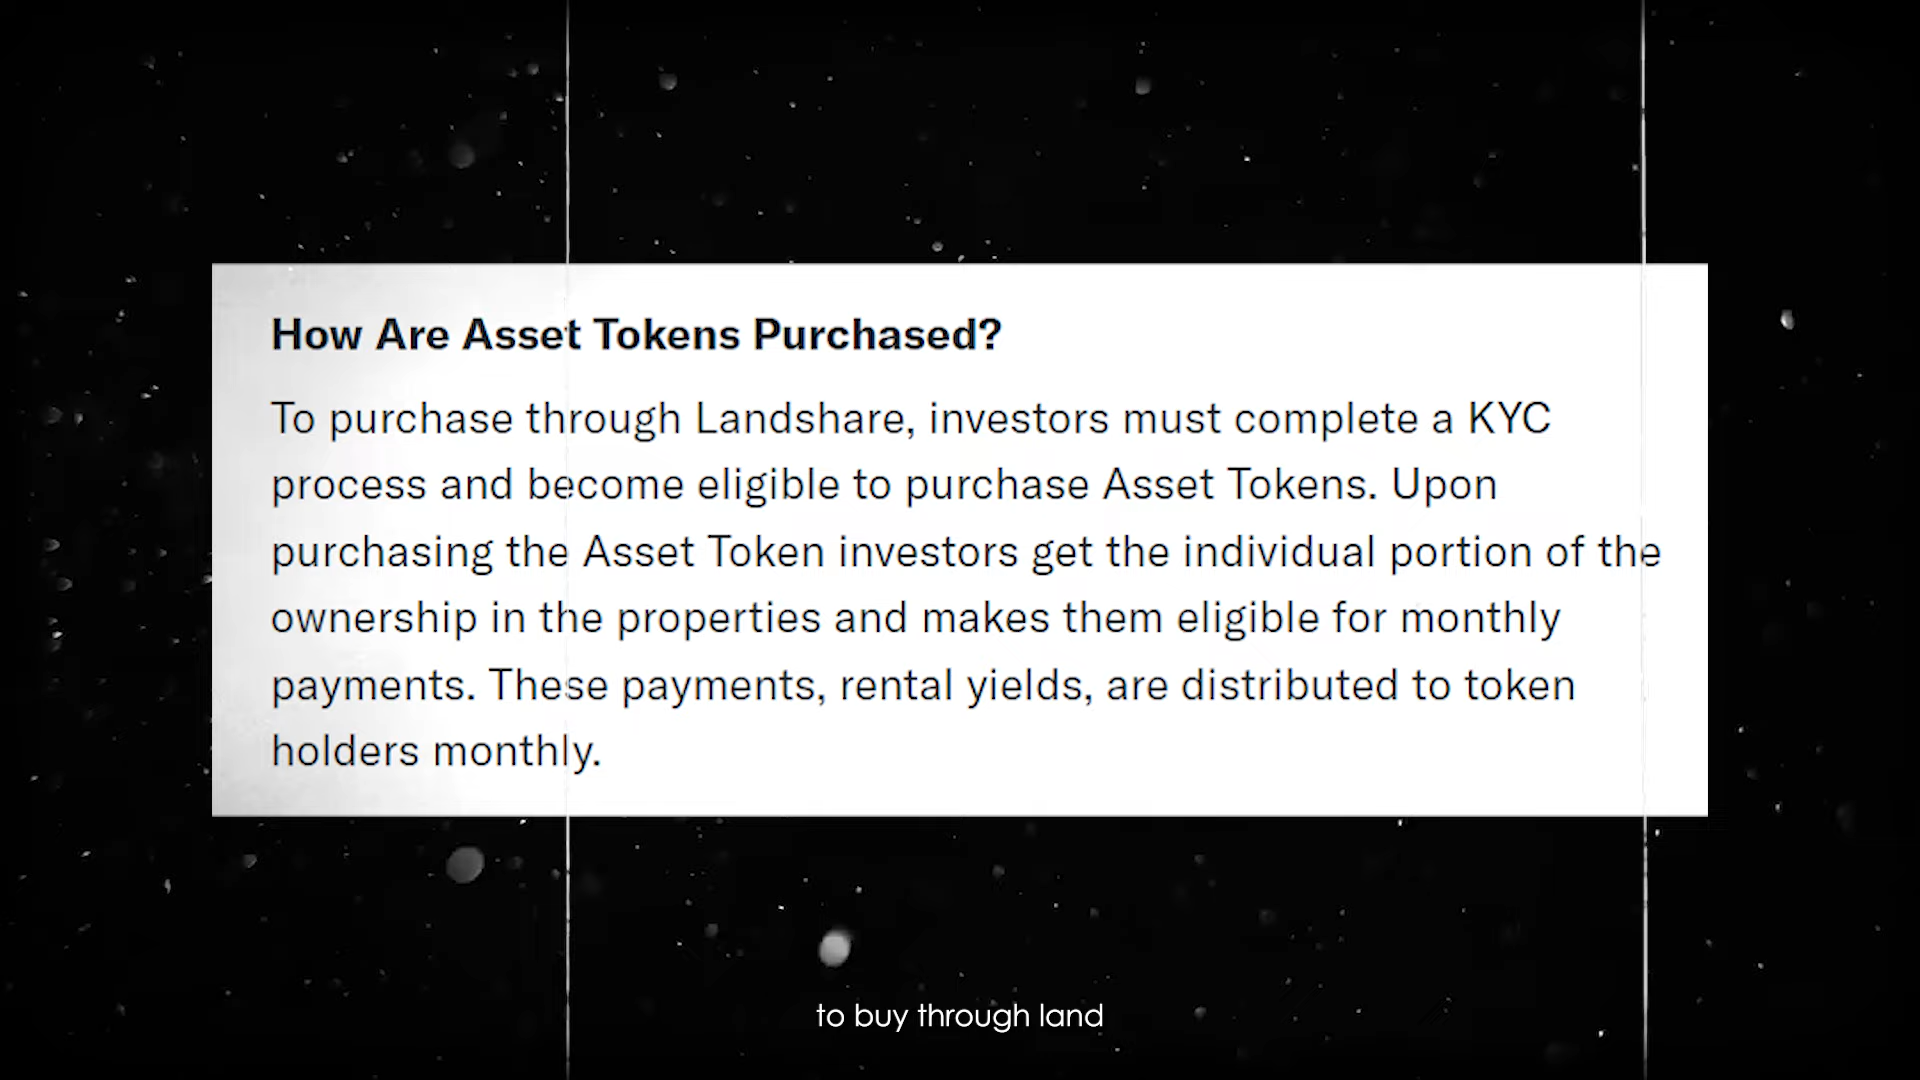 How Are Asset Tokens Purchased?
To purchase through Landshare, investors must complete a KYC
process and become eligible to purchase Asset Tokens. Upon
purchasing the Asset Token investors get the individual portion of the
ownership in the properties and makes them eligible for monthly
payments. These payments, rental yields, are distributed to token
holders monthly.
to buy through land